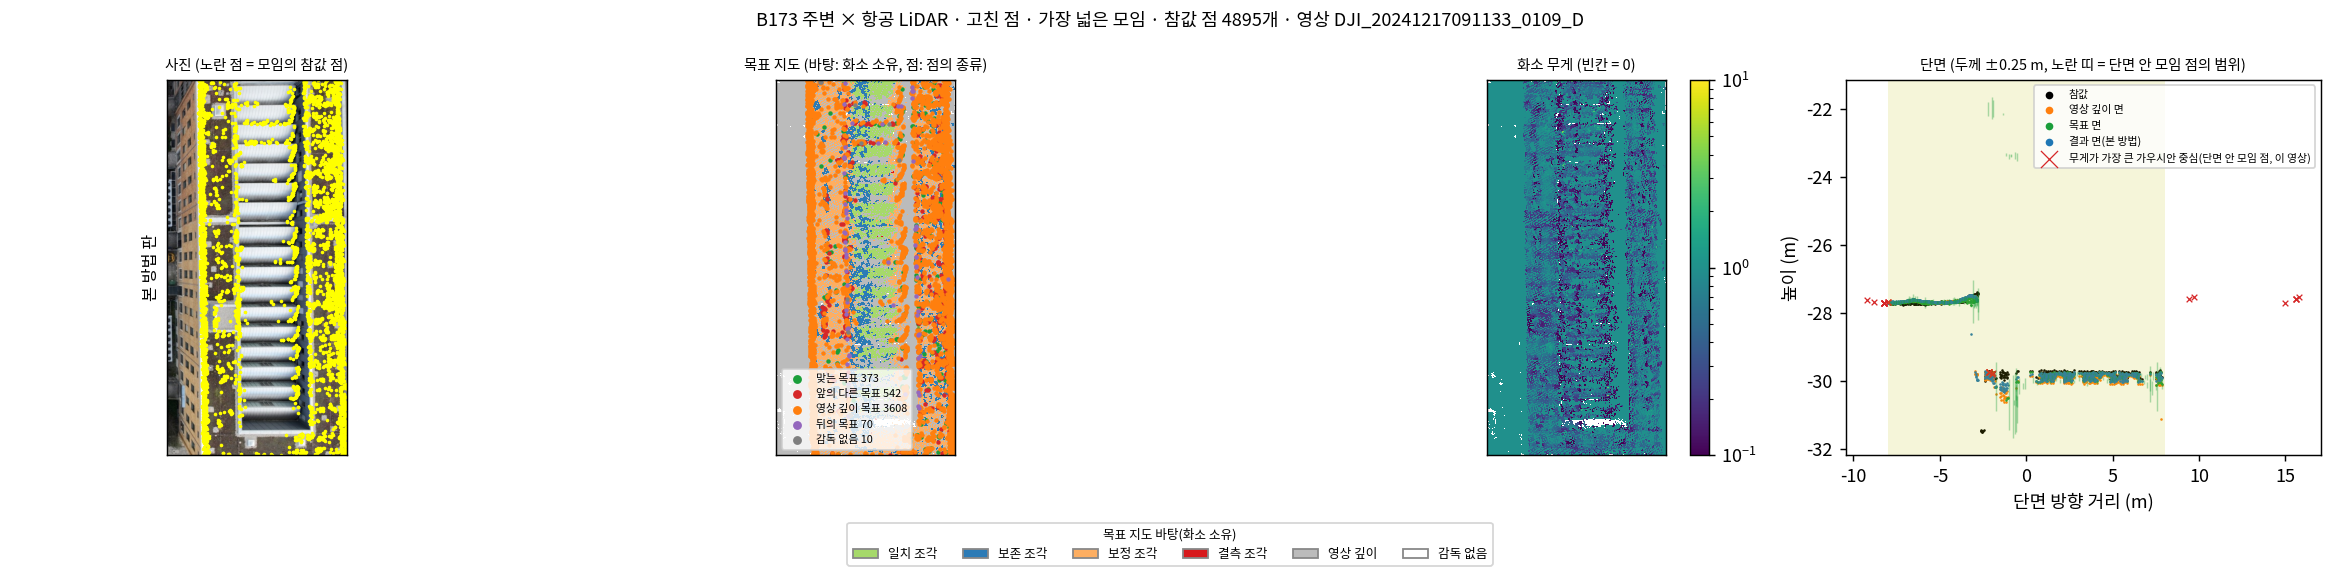 B173 주변 × 항공 LiDAR · 고친 점 · 가장 넓은 모임 · 참값 점 4895개 · 영상 DJI_20241217091133_0109_D
사진 (노란 점 = 모임의 참값 점)
본 방법 판
목표 지도 (바탕: 화소 소유, 점: 점의 종류)
맞는 목표 373
앞의 다른 목표 542
영상 깊이 목표 3608
뒤의 목표 70
감독 없음 10
화소 무게 (빈칸 = 0)
10¹
10⁰
10⁻¹
단면 (두께 ±0.25 m, 노란 띠 = 단면 안 모임 점의 범위)
참값
영상 깊이 면
목표 면
결과 면(본 방법)
무게가 가장 큰 가우시안 중심(단면 안 모임 점, 이 영상)
높이 (m)
-22
-24
-26
-28
-30
-32
-10 -5 0 5 10 15
단면 방향 거리 (m)
목표 지도 바탕(화소 소유)
일치 조각 보존 조각 보정 조각 결측 조각 영상 깊이 감독 없음